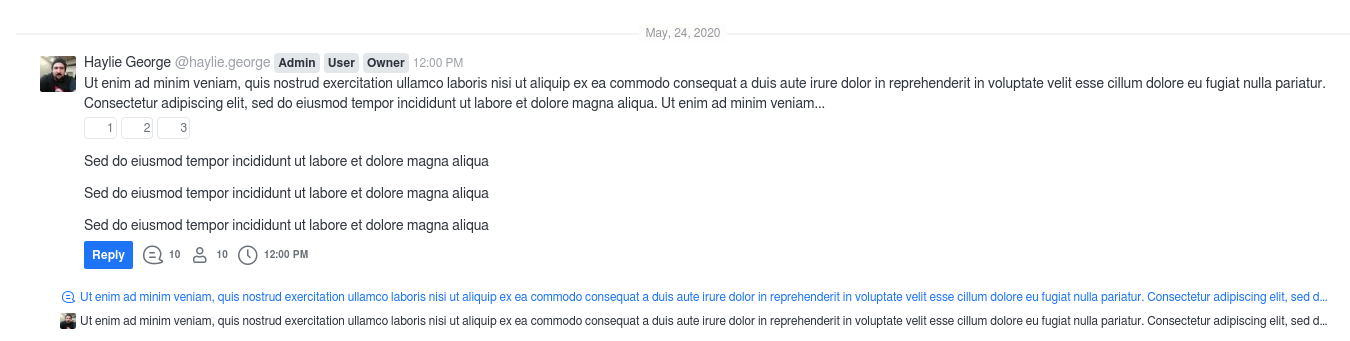 May, 24, 2020
Haylie George @haylie.george Admin User Owner 12:00 PM
Ut enim ad minim veniam, quis nostrud exercitation ullamco laboris nisi ut aliquip ex ea commodo consequat a duis aute irure dolor in reprehenderit in voluptate velit esse cillum dolore eu fugiat nulla pariatur.
Consectetur adipiscing elit, sed do eiusmod tempor incididunt ut labore et dolore magna aliqua. Ut enim ad minim veniam...
1 2 3
Sed do eiusmod tempor incididunt ut labore et dolore magna aliqua
Sed do eiusmod tempor incididunt ut labore et dolore magna aliqua
Sed do eiusmod tempor incididunt ut labore et dolore magna aliqua
Reply 10 10 12:00 PM
Ut enim ad minim veniam, quis nostrud exercitation ullamco laboris nisi ut aliquip ex ea commodo consequat a duis aute irure dolor in reprehenderit in voluptate velit esse cillum dolore eu fugiat nulla pariatur. Consectetur adipiscing elit, sed d...
Ut enim ad minim veniam, quis nostrud exercitation ullamco laboris nisi ut aliquip ex ea commodo consequat a duis aute irure dolor in reprehenderit in voluptate velit esse cillum dolore eu fugiat nulla pariatur. Consectetur adipiscing elit, sed d...